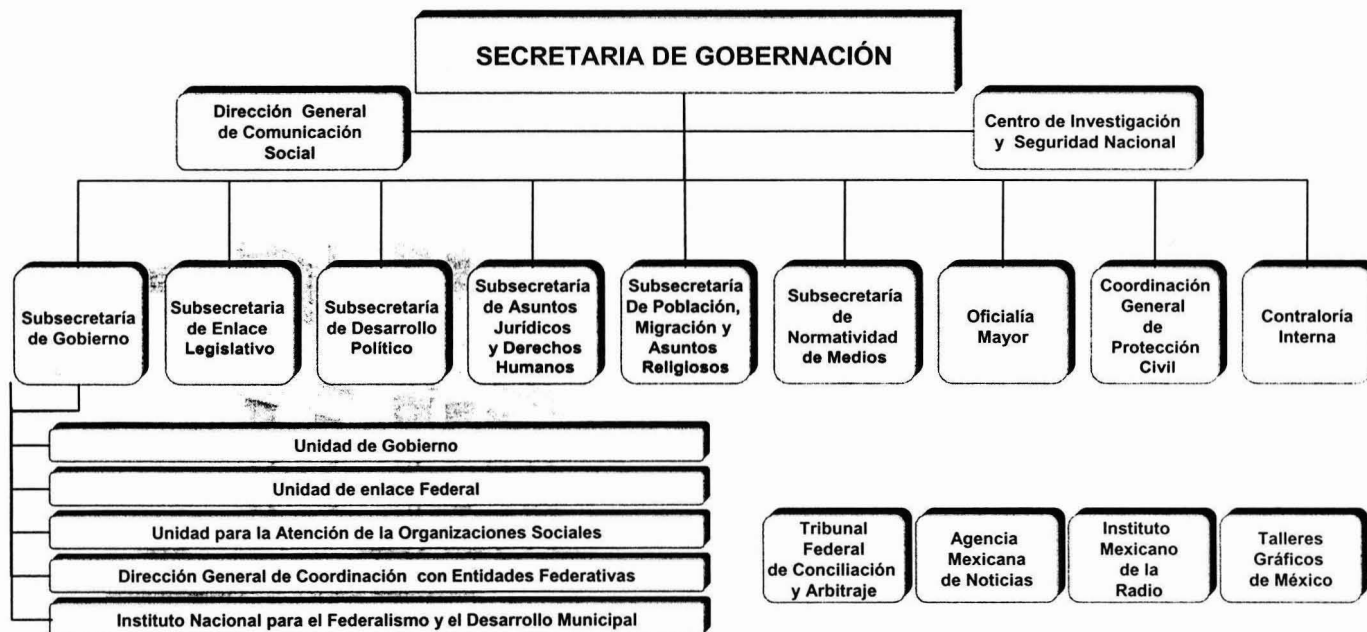 SECRETARIA DE GOBERNACIÓN
Dirección General
de Comunicación
Social
Centro de Investigación
y Seguridad Nacional
Subsecretaría
de Gobierno
Subsecretaria
de Enlace
Legislativo
Subsecretaría
de Desarrollo
Político
Subsecretaría
de Asuntos
Jurídicos
y Derechos
Humanos
Subsecretaría
De Población,
Migración y
Asuntos
Religiosos
Subsecretaría
de
Normatividad
de Medios
Oficialía
Mayor
Coordinación
General
de
Protección
Civil
Contraloría
Interna
Unidad de Gobierno
Unidad de enlace Federal
Unidad para la Atención de la Organizaciones Sociales
Dirección General de Coordinación con Entidades Federativas
Instituto Nacional para el Federalismo y el Desarrollo Municipal
Tribunal
Federal
de Conciliación
y Arbitraje
Agencia
Mexicana
de Noticias
Instituto
Mexicano
de la
Radio
Talleres
Gráficos
de México